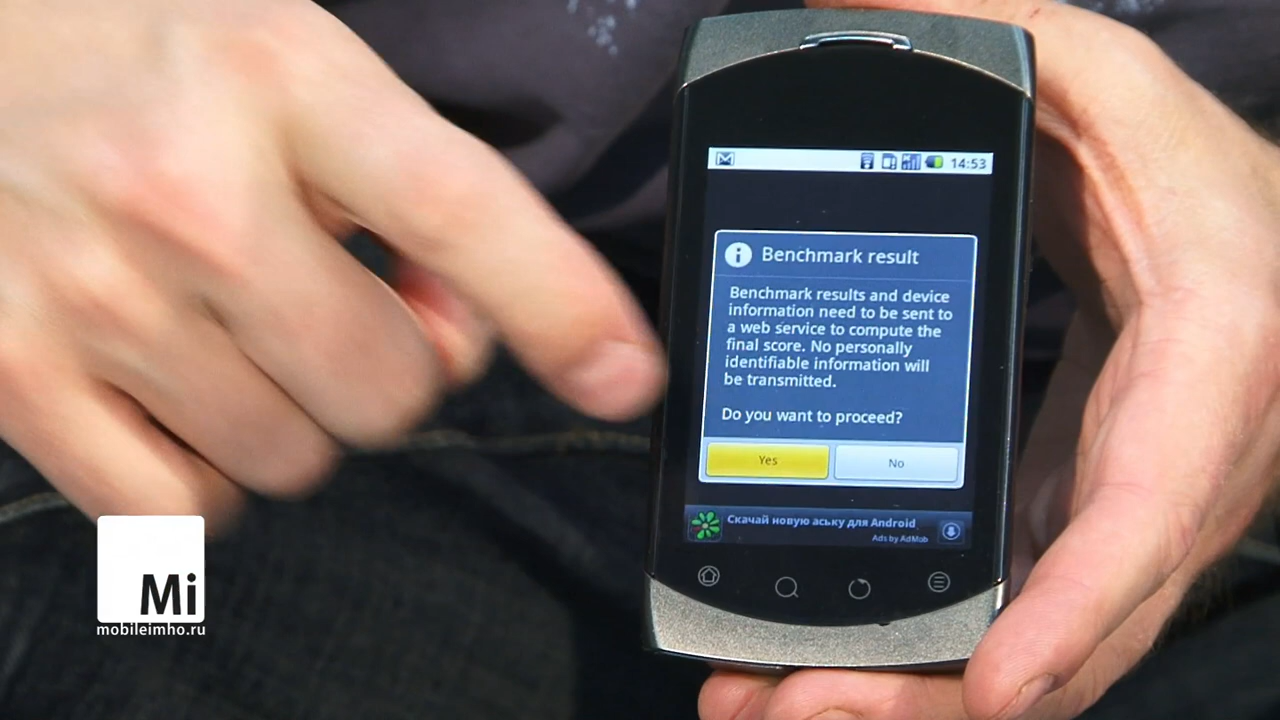 14:53
Benchmark result
Benchmark results and device
information need to be sent to
a web service to compute the
final score. No personally
identifiable information will
be transmitted.
Do you want to proceed?
Yes
No
Скачай новую аську для Android
Ads by AdMob
Mi
mobileimho.ru